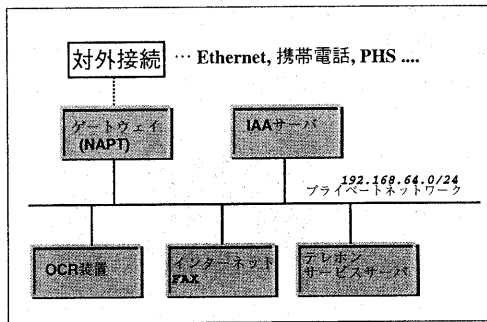 対外接続 … Ethernet, 携帯電話, PHS ....
ゲートウェイ
(NAPT)
IAAサーバ
192.168.64.0/24
プライベートネットワーク
OCR装置
インターネット
FAX
テレホン
サービスサーバ